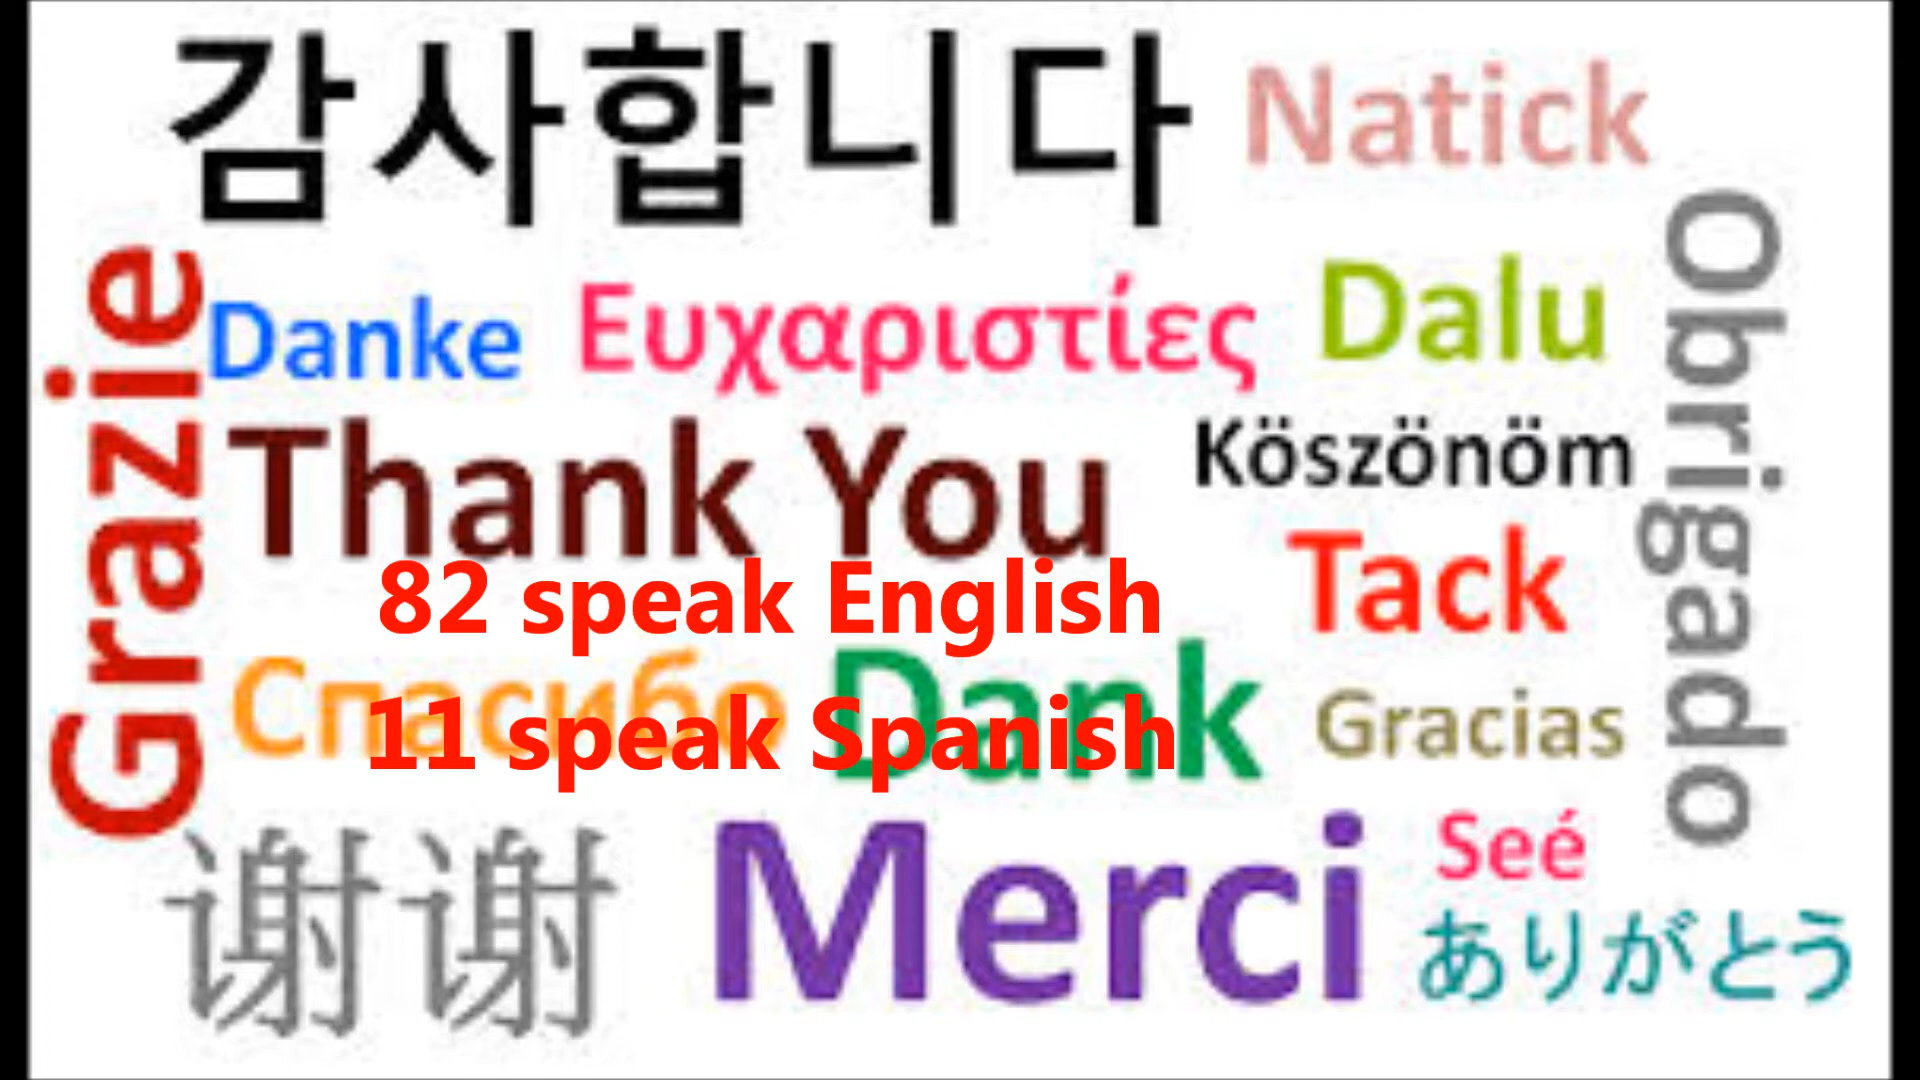 감사합니다 Natick
Grazie
Danke Ευχαριστίες Dalu
Obrigado
Thank You Köszönöm
82 speak English
Tack
Спасибо Dank Gracias
11 speak Spanish
谢谢 Merci Seé
ありがとう